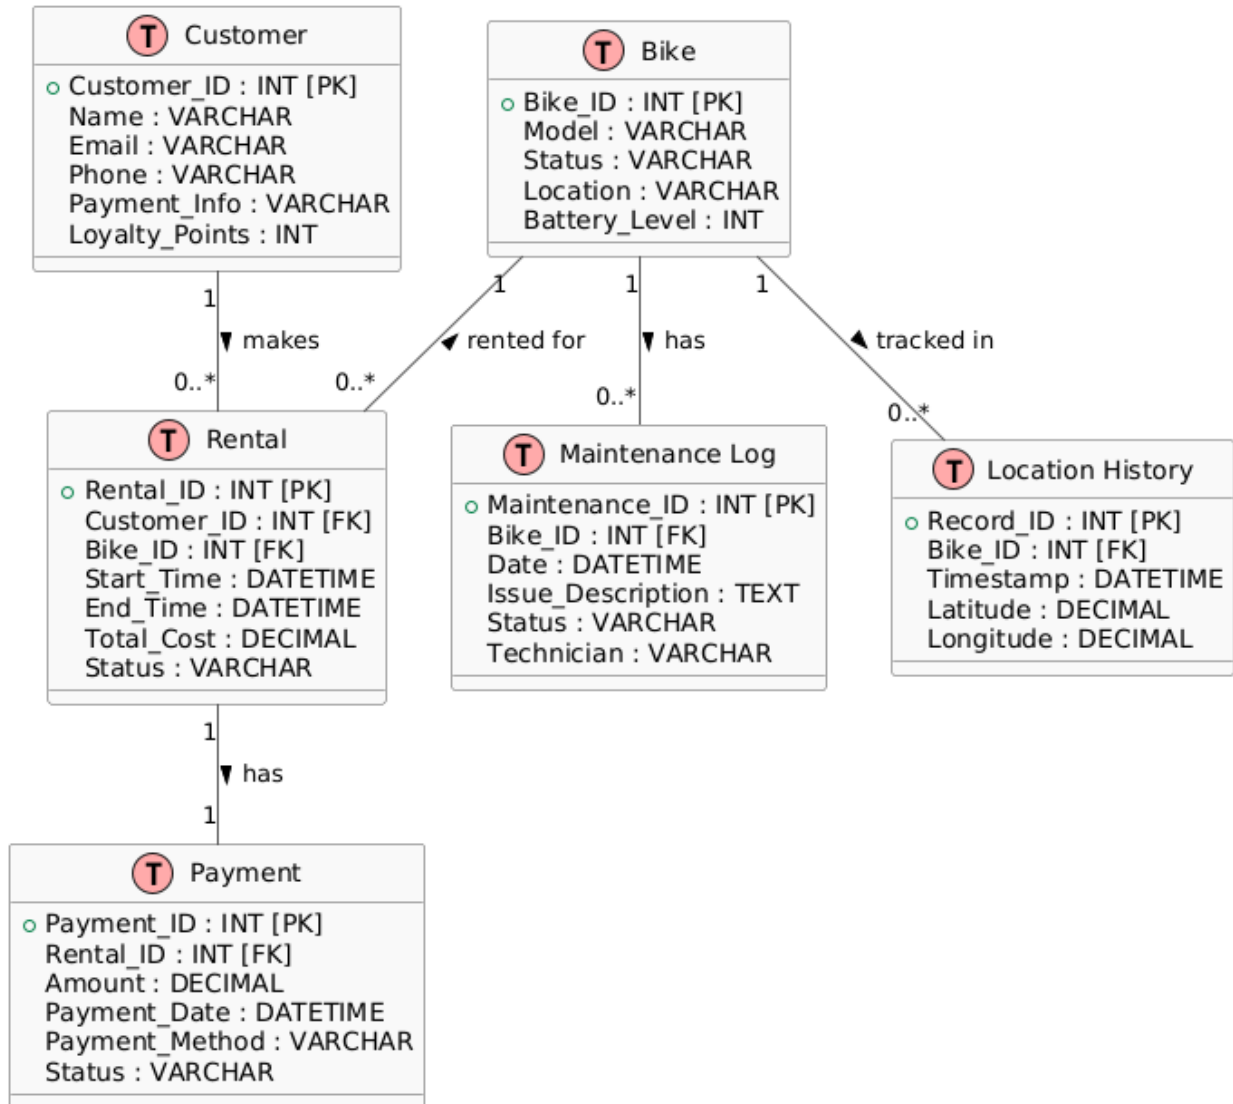 T Customer
Customer_ID : INT [PK]
Name : VARCHAR
Email : VARCHAR
Phone : VARCHAR
Payment_Info : VARCHAR
Loyalty_Points : INT
T Bike
Bike_ID : INT [PK]
Model : VARCHAR
Status : VARCHAR
Location : VARCHAR
Battery_Level : INT
1
makes
0..*
1
rented for
0..*
1
has
0..*
1
tracked in
0..*
T Rental
Rental_ID : INT [PK]
Customer_ID : INT [FK]
Bike_ID : INT [FK]
Start_Time : DATETIME
End_Time : DATETIME
Total_Cost : DECIMAL
Status : VARCHAR
T Maintenance Log
Maintenance_ID : INT [PK]
Bike_ID : INT [FK]
Date : DATETIME
Issue_Description : TEXT
Status : VARCHAR
Technician : VARCHAR
T Location History
Record_ID : INT [PK]
Bike_ID : INT [FK]
Timestamp : DATETIME
Latitude : DECIMAL
Longitude : DECIMAL
1
has
1
T Payment
Payment_ID : INT [PK]
Rental_ID : INT [FK]
Amount : DECIMAL
Payment_Date : DATETIME
Payment_Method : VARCHAR
Status : VARCHAR